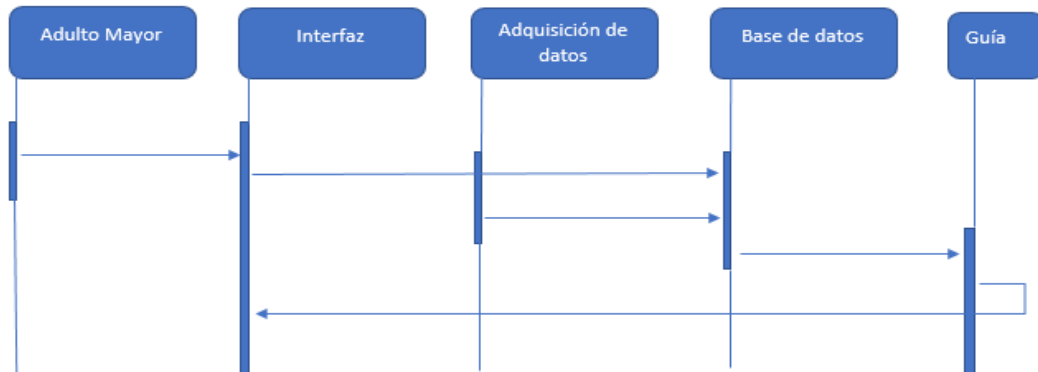 Adulto Mayor
Interfaz
Adquisición de
datos
Base de datos
Guía